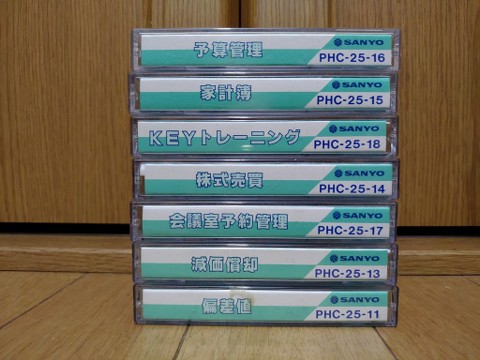 予算管理
SANYO
PHC-25-16
家計簿
SANYO
PHC-25-15
KEYトレーニング
SANYO
PHC-25-18
株式売買
SANYO
PHC-25-14
会議室予約管理
SANYO
PHC-25-17
減価償却
SANYO
PHC-25-13
偏差値
SANYO
PHC-25-11